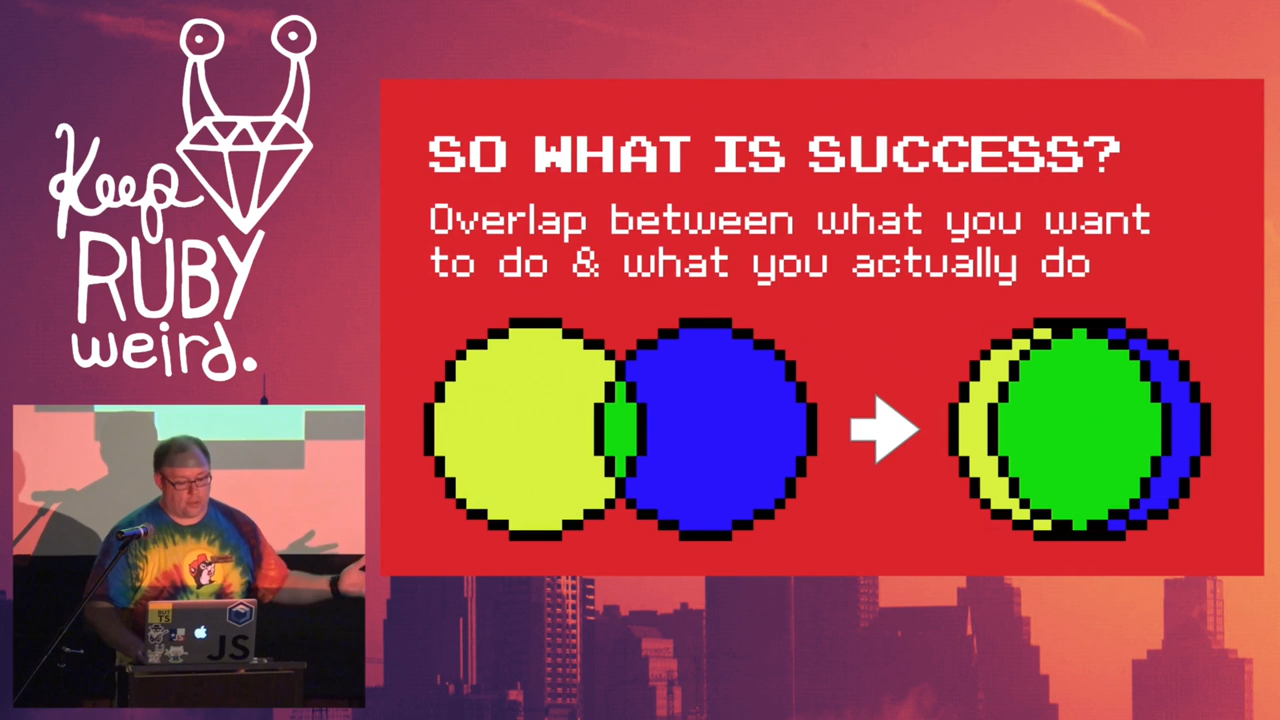 Keep
RUBY
weird.
SO WHAT IS SUCCESS?
Overlap between what you want
to do & what you actually do
JS